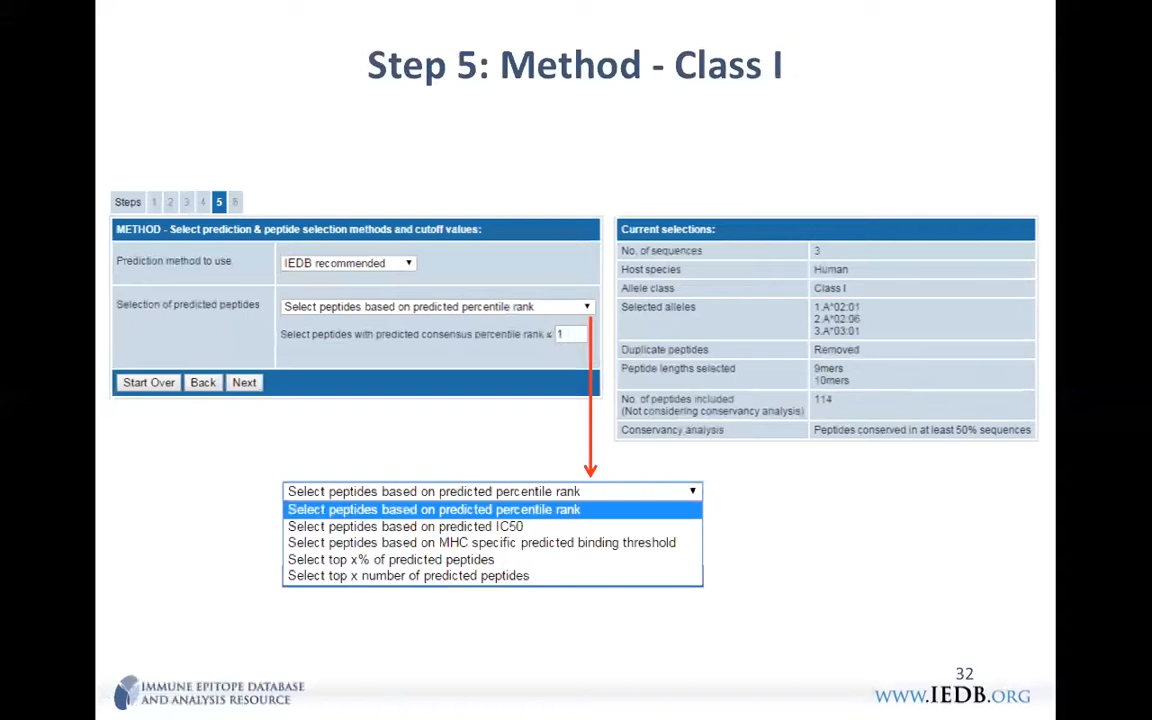 Step 5: Method - Class I
Steps 1 2 3 4 5 6
METHOD - Select prediction & peptide selection methods and cutoff values:
Prediction method to use
IEDB recommended
Selection of predicted peptides
Select peptides based on predicted percentile rank
Select peptides with predicted consensus percentile rank ≤ 1
Start Over Back Next
Current selections:
No. of sequences 3
Host species Human
Allele class Class I
Selected alleles 1.A*02:01
2.A*02:06
3.A*03:01
Duplicate peptides Removed
Peptide lengths selected 9mers
10mers
No. of peptides included 114
(Not considering conservancy analysis)
Conservancy analysis Peptides conserved in at least 50% sequences
Select peptides based on predicted percentile rank
Select peptides based on predicted percentile rank
Select peptides based on predicted IC50
Select peptides based on MHC specific predicted binding threshold
Select top x% of predicted peptides
Select top x number of predicted peptides
IMMUNE EPITOPE DATABASE
AND ANALYSIS RESOURCE
32
WWW.IEDB.ORG